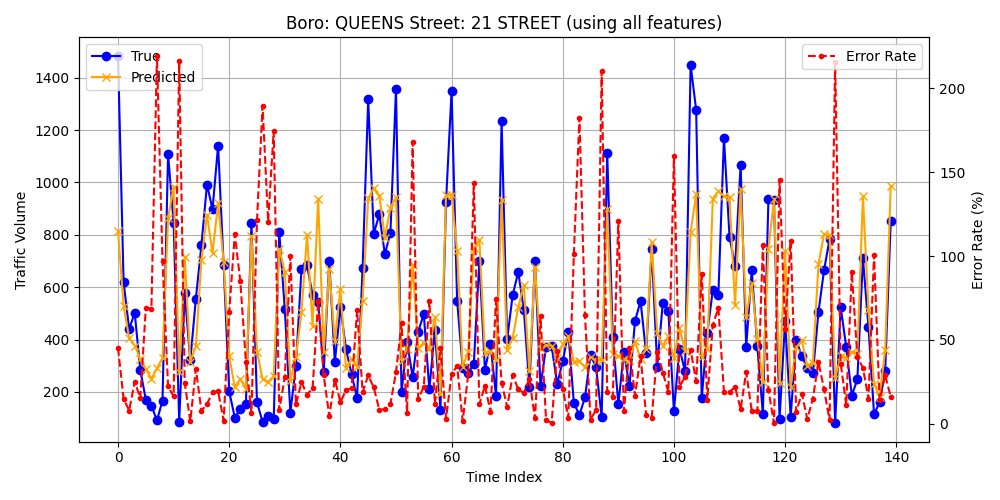 Boro: QUEENS Street: 21 STREET (using all features)
True
Predicted
Error Rate
Traffic Volume
1400
1200
1000
800
600
400
200
200
150
100
50
0
Error Rate (%)
0 20 40 60 80 100 120 140
Time Index